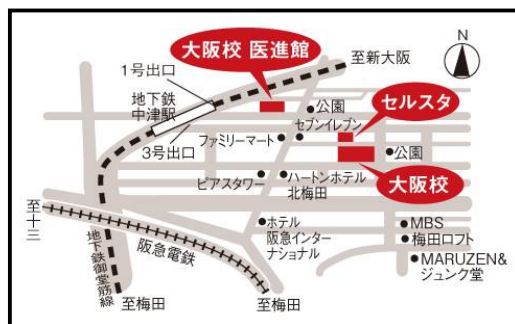 大阪校 医進館
至新大阪
N
1号出口
地下鉄
中津駅
公園
セルスタ
セブンイレブン
ファミリーマート
3号出口
公園
ピアスタワー
ハートンホテル
北梅田
大阪校
至十三
ホテル
阪急インター
ナショナル
MBS
梅田ロフト
MARUZEN&
ジュンク堂
阪急電鉄
地下鉄御堂筋線
至梅田
至梅田